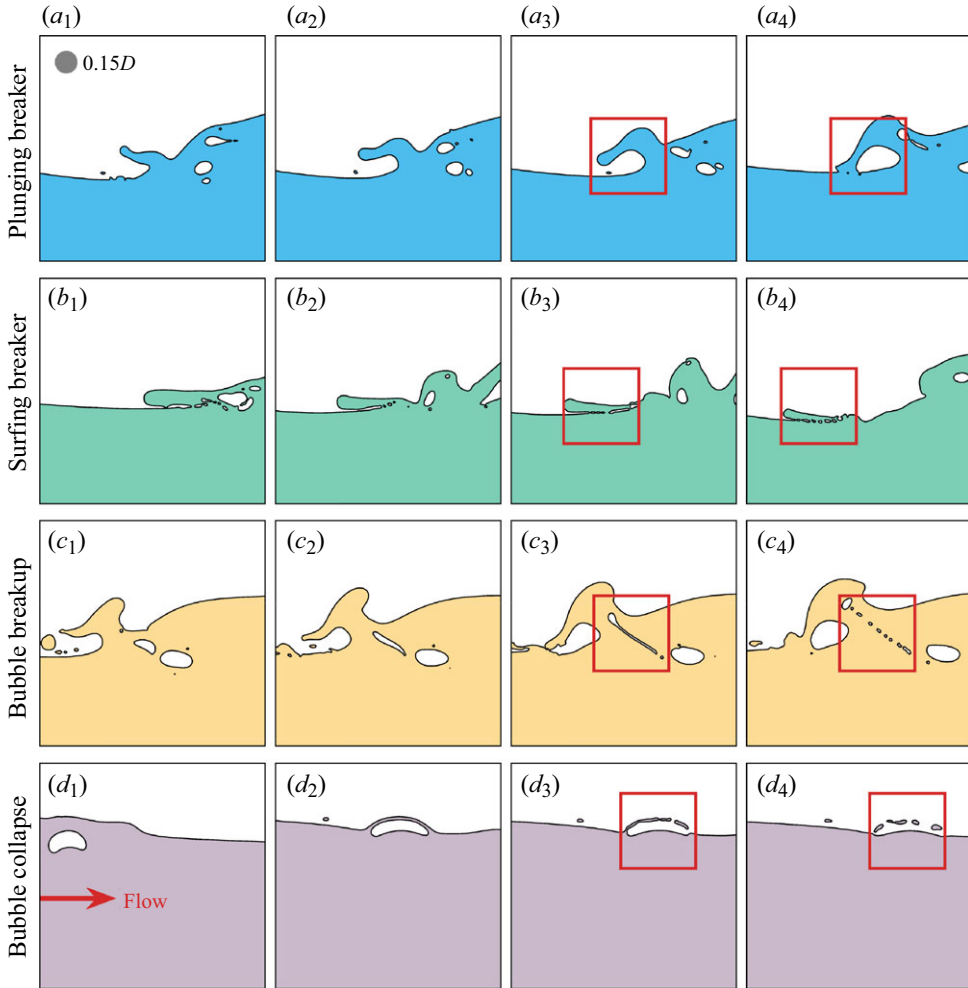 (a1) (a2) (a3) (a4)
Plunging breaker
0.15D
Surfing breaker
(b1) (b2) (b3) (b4)
Bubble breakup
(c1) (c2) (c3) (c4)
Bubble collapse
(d1) (d2) (d3) (d4)
Flow